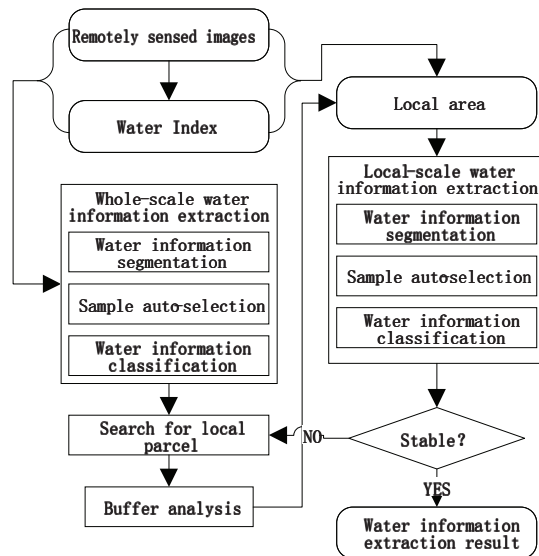 Remotely sensed images
Water Index
Whole-scale water
information extraction
Water information
segmentation
Sample auto-selection
Water information
classification
Search for local
parcel
Buffer analysis
Local area
Local-scale water
information extraction
Water information
segmentation
Sample auto-selection
Water information
classification
Stable?
NO
YES
Water information
extraction result